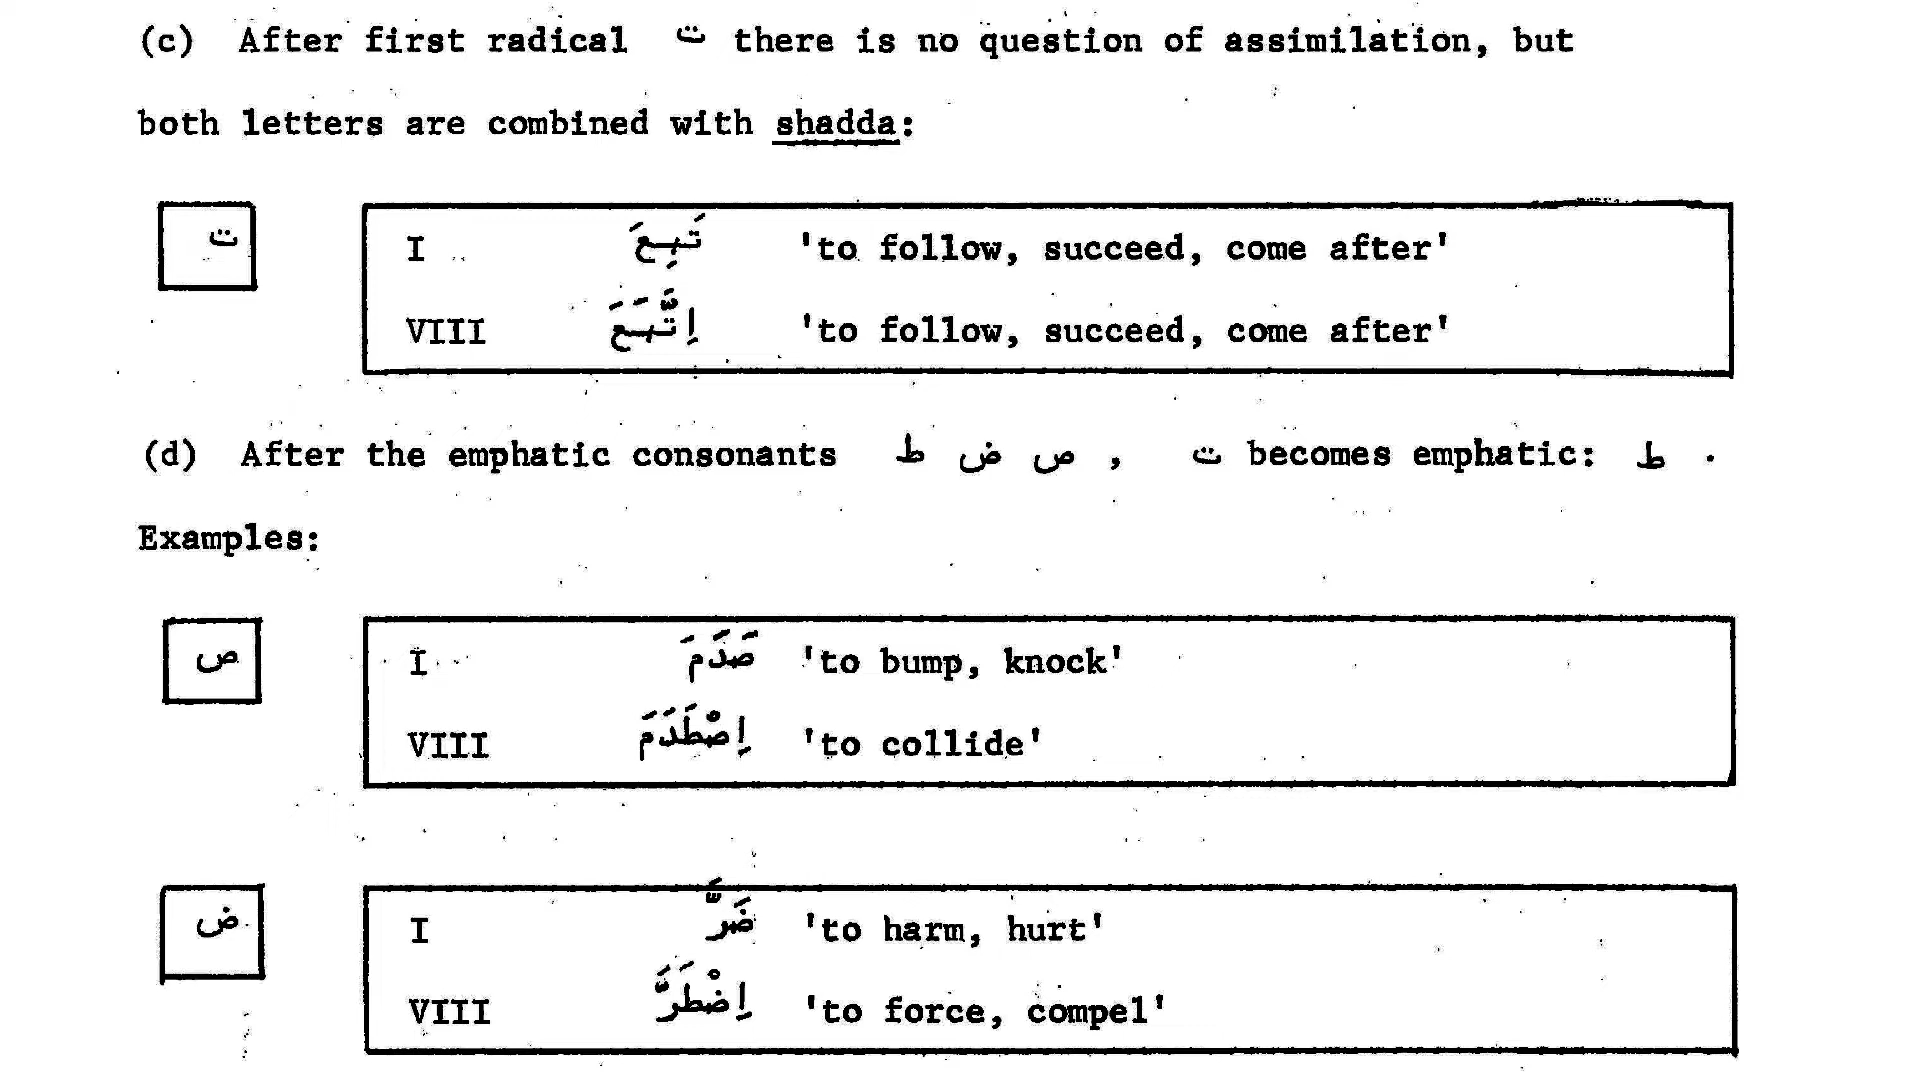 (c) After first radical ت there is no question of assimilation, but
both letters are combined with shadda:
ت
I تَبِعَ 'to follow, succeed, come after'
VIII اِتَّبَعَ 'to follow, succeed, come after'
(d) After the emphatic consonants ط ض ص , ت becomes emphatic: ط .
Examples:
ص
I صَدَمَ 'to bump, knock'
VIII اِصْطَدَمَ 'to collide'
ض
I ضَرَّ 'to harm, hurt'
VIII اِضْطَرَّ 'to force, compel'